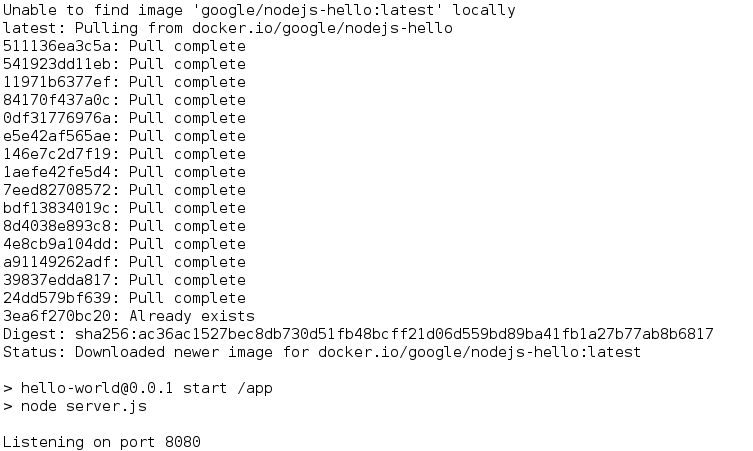 Unable to find image 'google/nodejs-hello:latest' locally
latest: Pulling from docker.io/google/nodejs-hello
511136ea3c5a: Pull complete
541923dd11eb: Pull complete
11971b6377ef: Pull complete
84170f437a0c: Pull complete
0df31776976a: Pull complete
e5e42af565ae: Pull complete
146e7c2d7f19: Pull complete
1aefe42fe5d4: Pull complete
7eed82708572: Pull complete
bdf13834019c: Pull complete
8d4038e893c8: Pull complete
4e8cb9a104dd: Pull complete
a91149262adf: Pull complete
39837edda817: Pull complete
24dd579bf639: Pull complete
3ea6f270bc20: Already exists
Digest: sha256:ac36ac1527bec8db730d51fb48bcff21d06d559bd89ba41fb1a27b77ab8b6817
Status: Downloaded newer image for docker.io/google/nodejs-hello:latest

> hello-world@0.0.1 start /app
> node server.js

Listening on port 8080